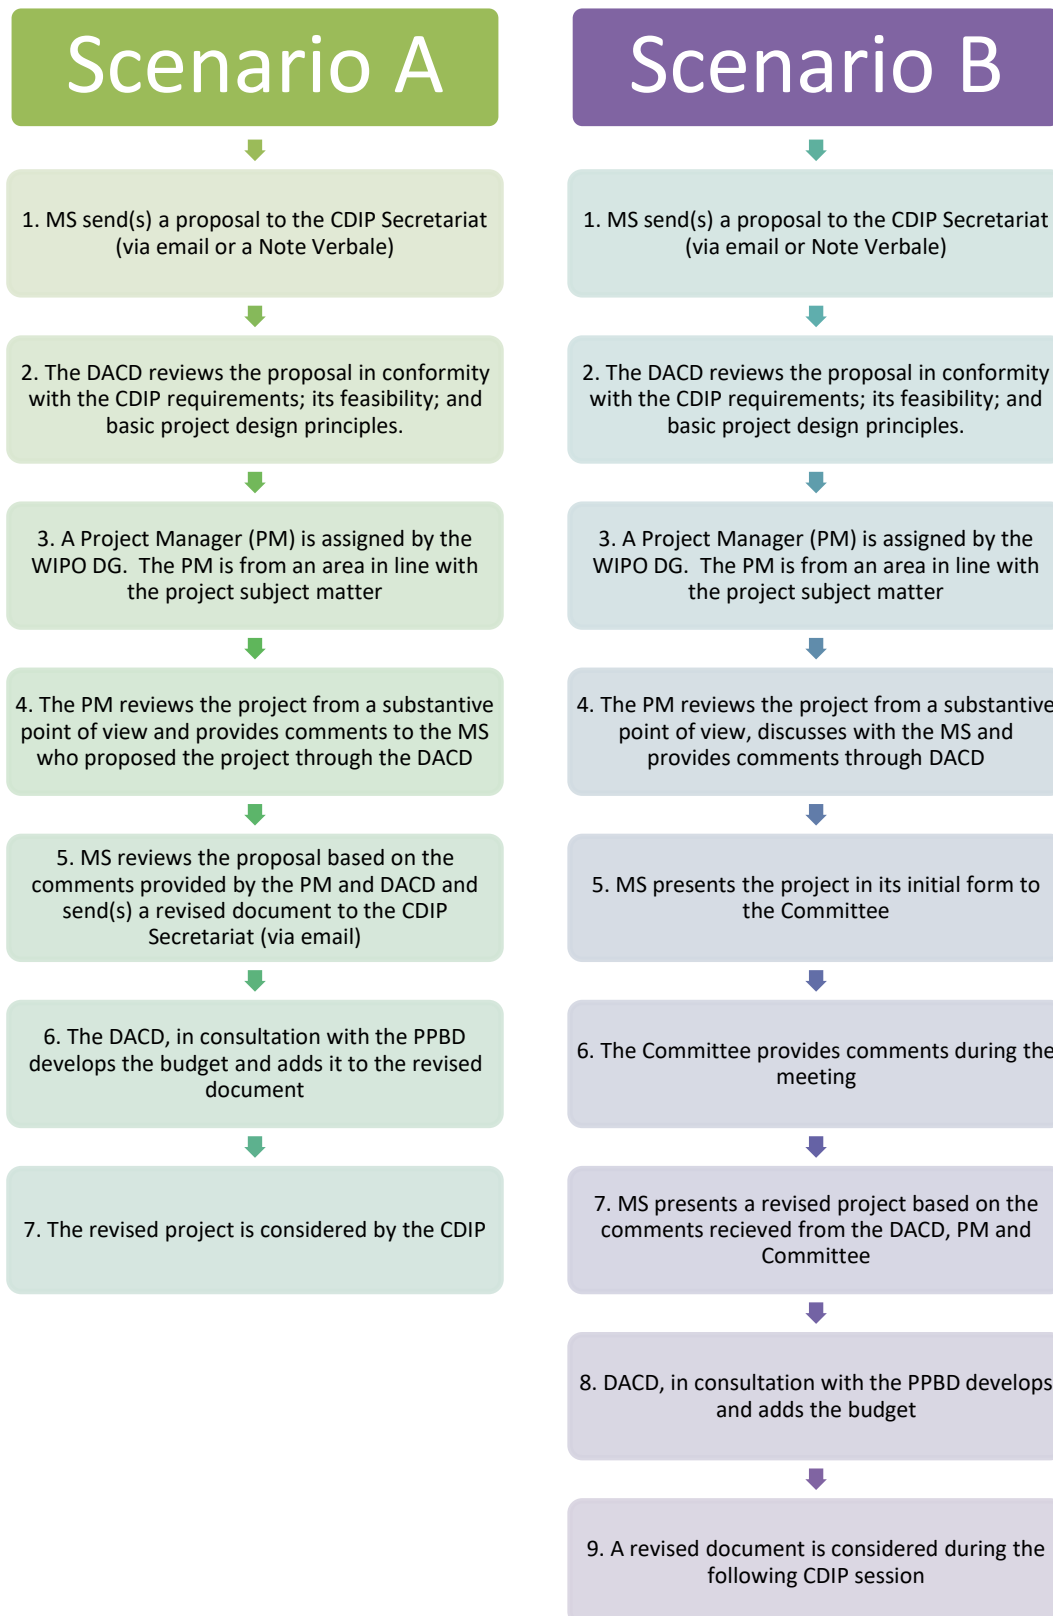 Scenario A
1. MS send(s) a proposal to the CDIP Secretariat
(via email or a Note Verbale)
2. The DACD reviews the proposal in conformity
with the CDIP requirements; its feasibility; and
basic project design principles.
3. A Project Manager (PM) is assigned by the
WIPO DG.  The PM is from an area in line with
the project subject matter
4. The PM reviews the project from a substantive
point of view and provides comments to the MS
who proposed the project through the DACD
5. MS reviews the proposal based on the
comments provided by the PM and DACD and
send(s) a revised document to the CDIP
Secretariat (via email)
6. The DACD, in consultation with the PPBD
develops the budget and adds it to the revised
document
7. The revised project is considered by the CDIP
Scenario B
1. MS send(s) a proposal to the CDIP Secretariat
(via email or Note Verbale)
2. The DACD reviews the proposal in conformity
with the CDIP requirements; its feasibility; and
basic project design principles.
3. A Project Manager (PM) is assigned by the
WIPO DG.  The PM is from an area in line with
the project subject matter
4. The PM reviews the project from a substantive
point of view, discusses with the MS and
provides comments through DACD
5. MS presents the project in its initial form to
the Committee
6. The Committee provides comments during the
meeting
7. MS presents a revised project based on the
comments recieved from the DACD, PM and
Committee
8. DACD, in consultation with the PPBD develops
and adds the budget
9. A revised document is considered during the
following CDIP session